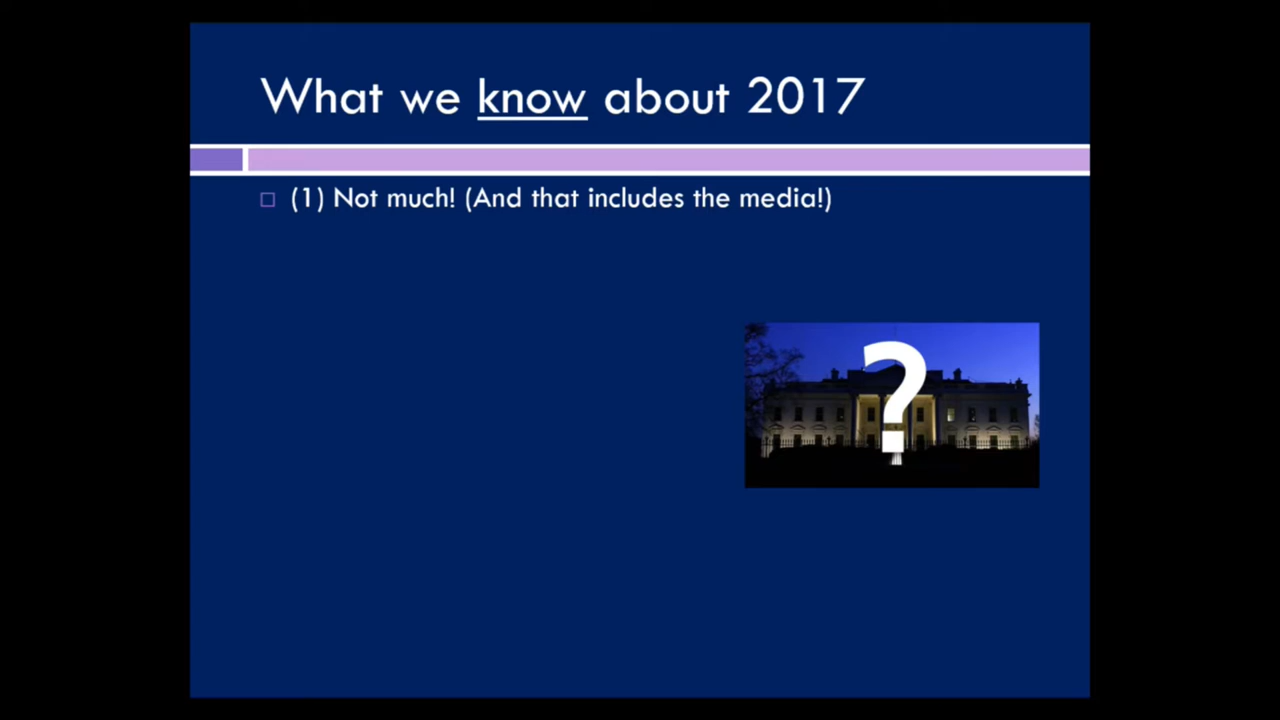 What we know about 2017
(1) Not much! (And that includes the media!)
?